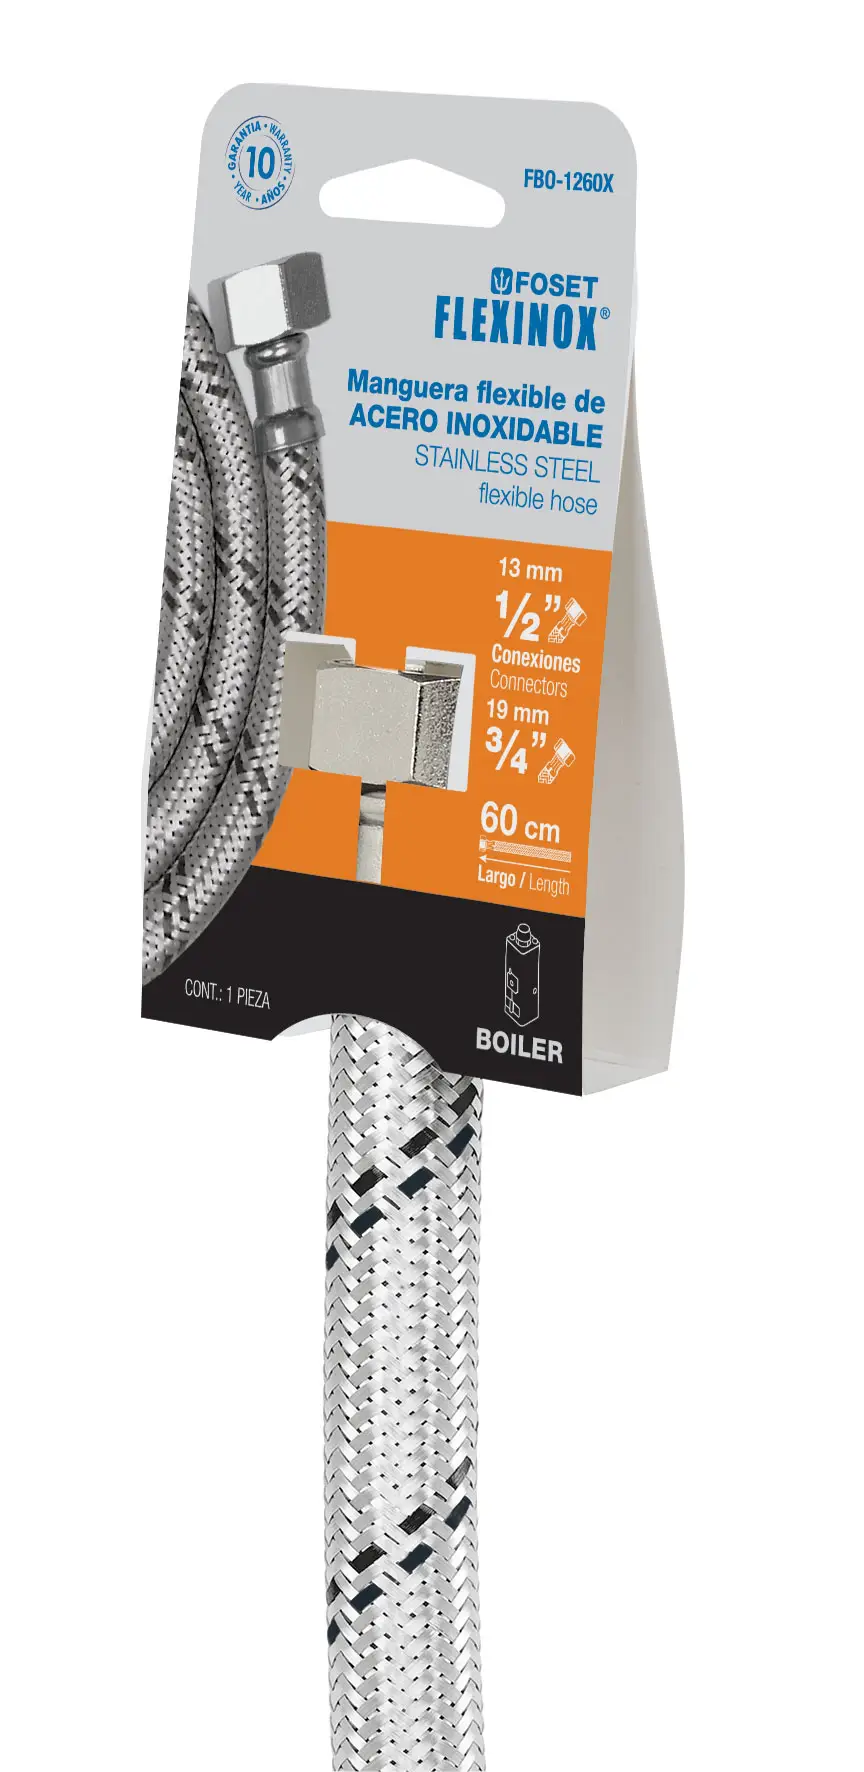 GARANTIA • WARRANTY
10
YEAR • AÑOS
FBO-1260X
FOSET
FLEXINOX®
Manguera flexible de
ACERO INOXIDABLE
STAINLESS STEEL
flexible hose
13 mm
1/2”
Conexiones
Connectors
19 mm
3/4”
60 cm
Largo / Length
CONT.: 1 PIEZA
BOILER